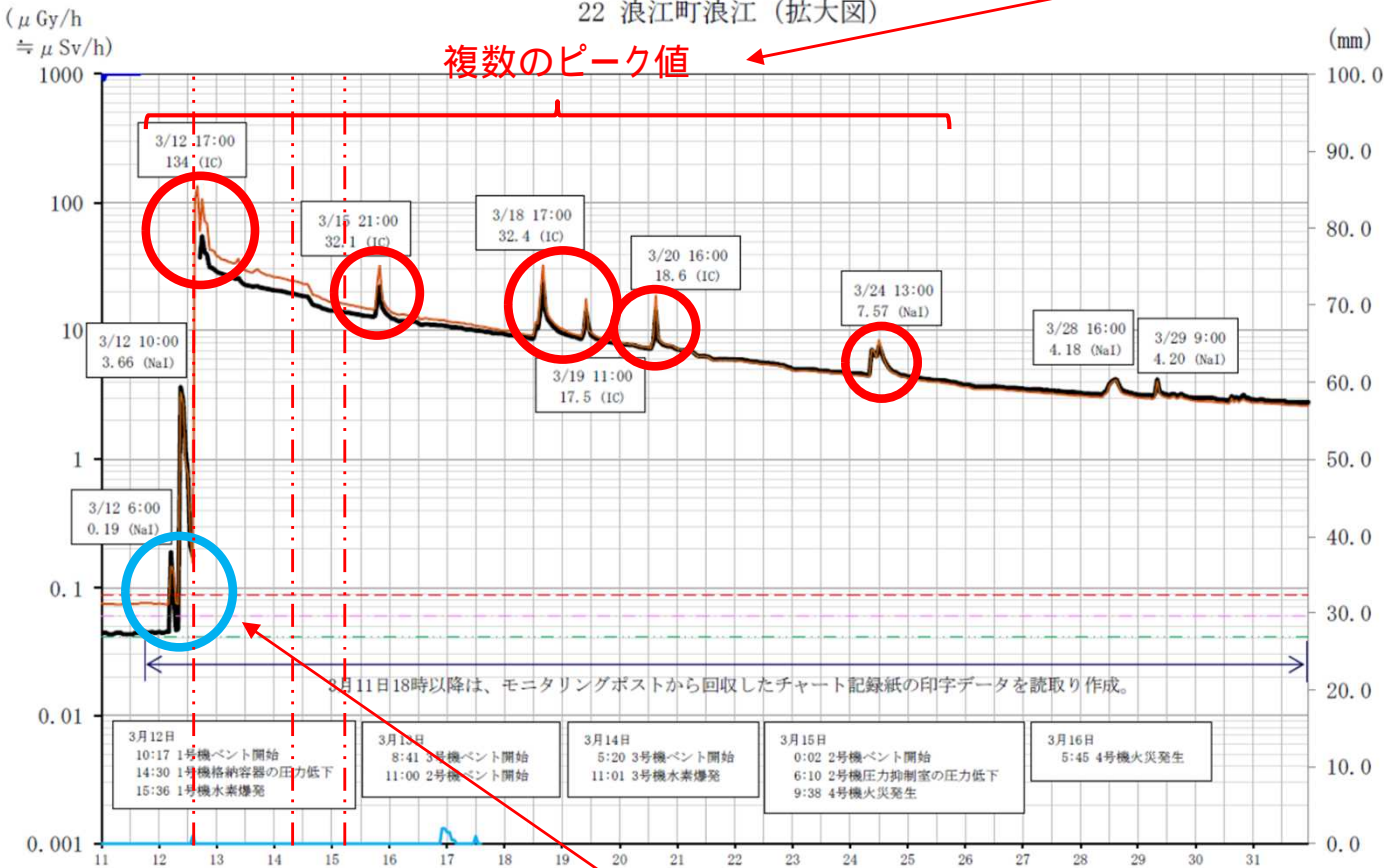 22 浪江町浪江 (拡大図)
(μGy/h
≒μSv/h)
(mm)
複数のピーク値
1000
100
10
1
0.1
0.01
0.001
100.0
90.0
80.0
70.0
60.0
50.0
40.0
30.0
20.0
10.0
0.0
3/12 17:00
134 (IC)
3/15 21:00
32.1 (IC)
3/18 17:00
32.4 (IC)
3/20 16:00
18.6 (IC)
3/24 13:00
7.57 (NaI)
3/28 16:00
4.18 (NaI)
3/29 9:00
4.20 (NaI)
3/12 10:00
3.66 (NaI)
3/19 11:00
17.5 (IC)
3/12 6:00
0.19 (NaI)
3月11日18時以降は、モニタリングポストから回収したチャート記録紙の印字データを読取り作成。
3月12日
10:17 1号機ベント開始
14:30 1号機格納容器の圧力低下
15:36 1号機水素爆発
3月13日
8:41 3号機ベント開始
11:00 2号機ベント開始
3月14日
5:20 3号機ベント開始
11:01 3号機水素爆発
3月15日
0:02 2号機ベント開始
6:10 2号機圧力抑制室の圧力低下
9:38 4号機火災発生
3月16日
5:45 4号機火災発生
11 12 13 14 15 16 17 18 19 20 21 22 23 24 25 26 27 28 29 30 31